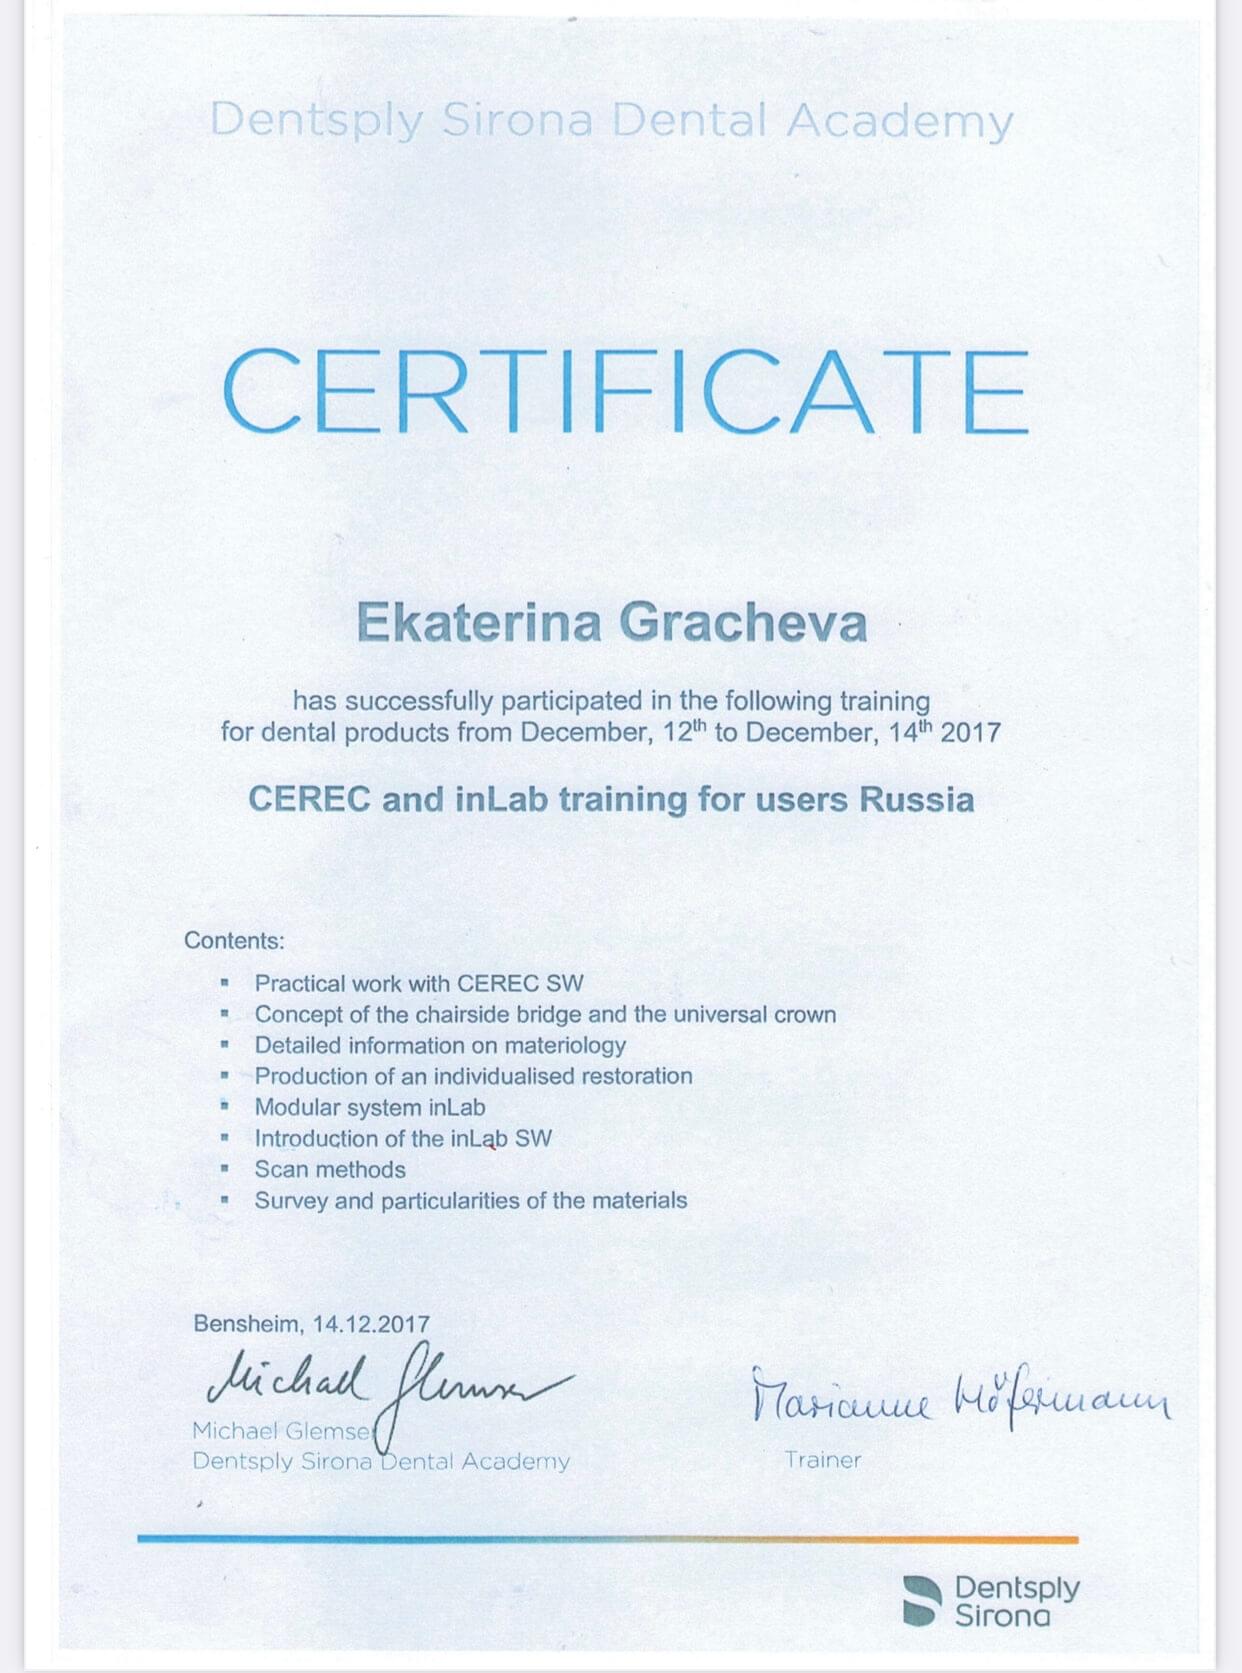 Dentsply Sirona Dental Academy
CERTIFICATE
Ekaterina Gracheva
has successfully participated in the following training
for dental products from December, 12th to December, 14th 2017
CEREC and inLab training for users Russia
Contents:
▪ Practical work with CEREC SW
▪ Concept of the chairside bridge and the universal crown
▪ Detailed information on materiology
▪ Production of an individualised restoration
▪ Modular system inLab
▪ Introduction of the inLab SW
▪ Scan methods
▪ Survey and particularities of the materials
Bensheim, 14.12.2017
Michael Glemser
Marianne Höfermann
Michael Glemser
Dentsply Sirona Dental Academy
Trainer
Dentsply
Sirona